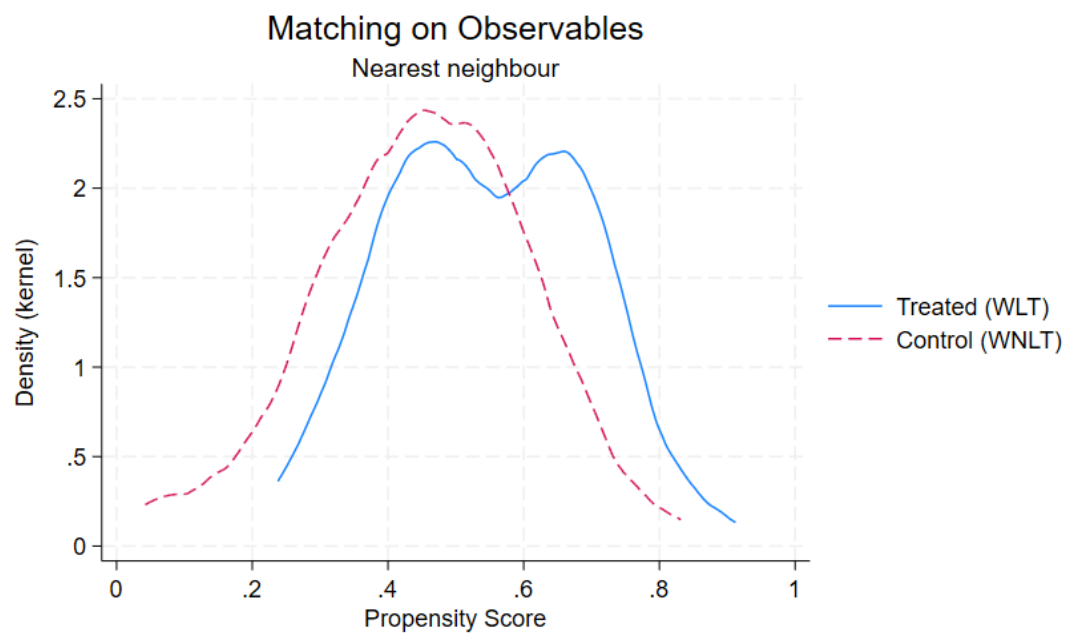 Matching on Observables
Nearest neighbour
Density (kernel)
2.5
2
1.5
1
.5
0
0 .2 .4 .6 .8 1
Propensity Score
Treated (WLT)
Control (WNLT)